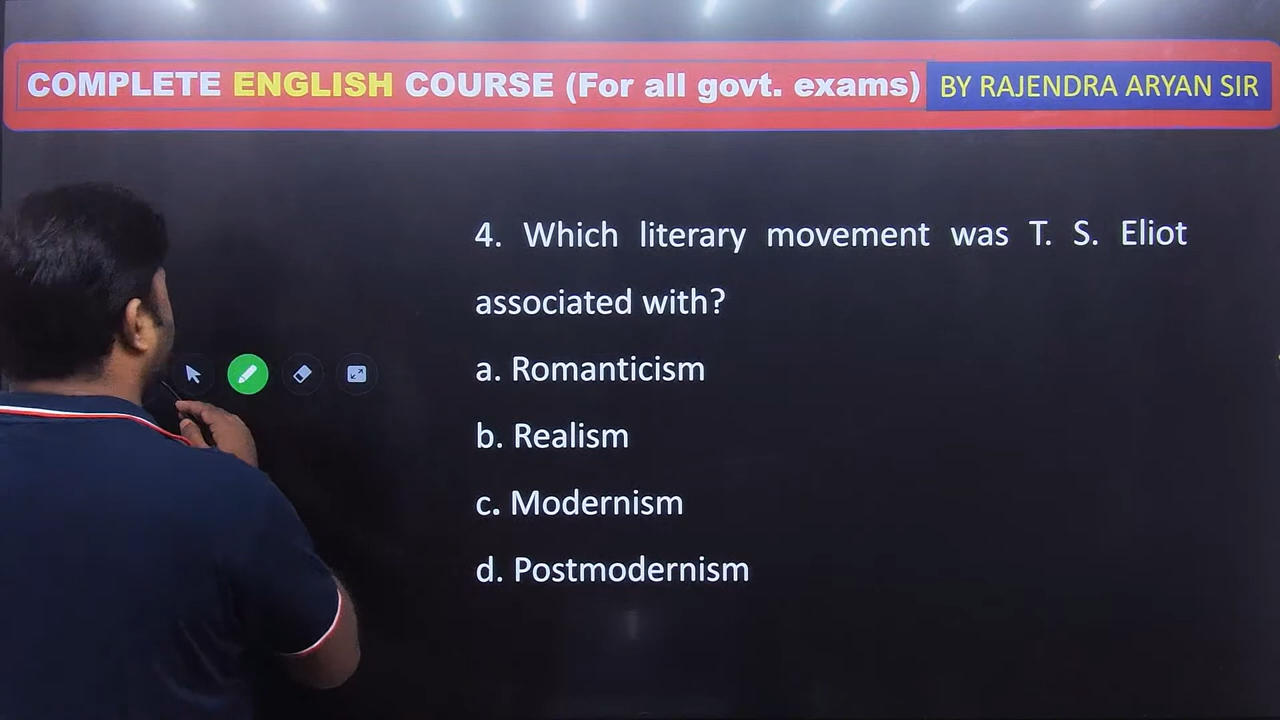 COMPLETE ENGLISH COURSE (For all govt. exams) BY RAJENDRA ARYAN SIR
4. Which literary movement was T. S. Eliot
associated with?
a. Romanticism
b. Realism
c. Modernism
d. Postmodernism